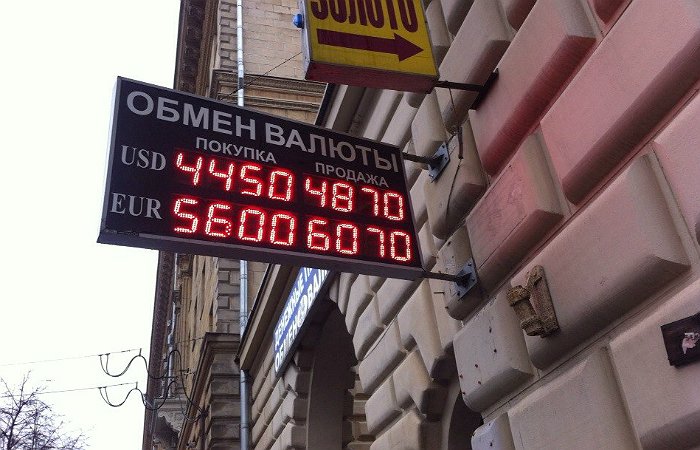 ЗОЛОТО
ОБМЕН ВАЛЮТЫ
ПОКУПКА ПРОДАЖА
USD 4450 4870
EUR 5600 6070